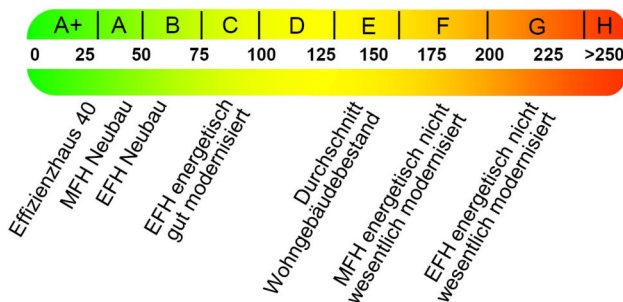 A+ A B C D E F G H
0 25 50 75 100 125 150 175 200 225 >250
Effizienzhaus 40
MFH Neubau
EFH Neubau
EFH energetisch
gut modernisiert
Durchschnitt
Wohngebäudebestand
MFH energetisch nicht
wesentlich modernisiert
EFH energetisch nicht
wesentlich modernisiert